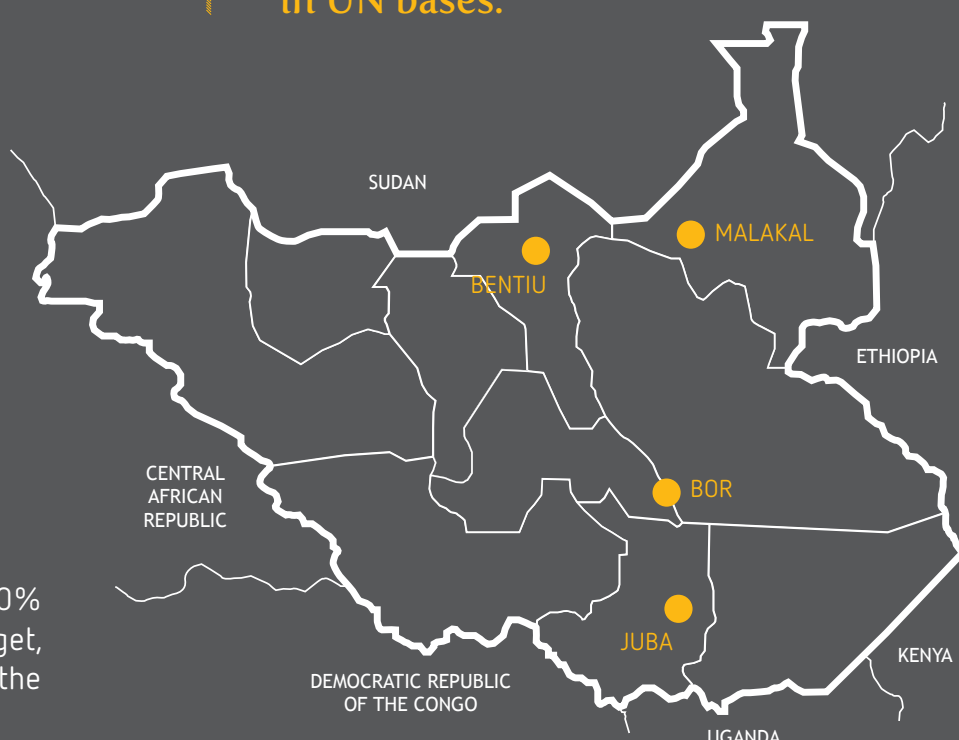 in UN bases.
SUDAN
MALAKAL
BENTIU
ETHIOPIA
CENTRAL
AFRICAN
REPUBLIC
BOR
0%
get,
the
JUBA
KENYA
DEMOCRATIC REPUBLIC
OF THE CONGO
UGANDA